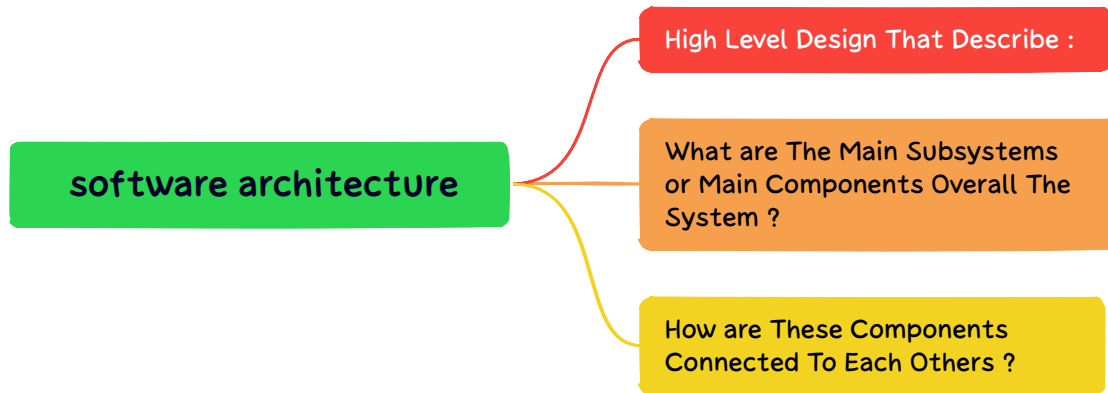 software architecture
High Level Design That Describe :
What are The Main Subsystems
or Main Components Overall The
System ?
How are These Components
Connected To Each Others ?